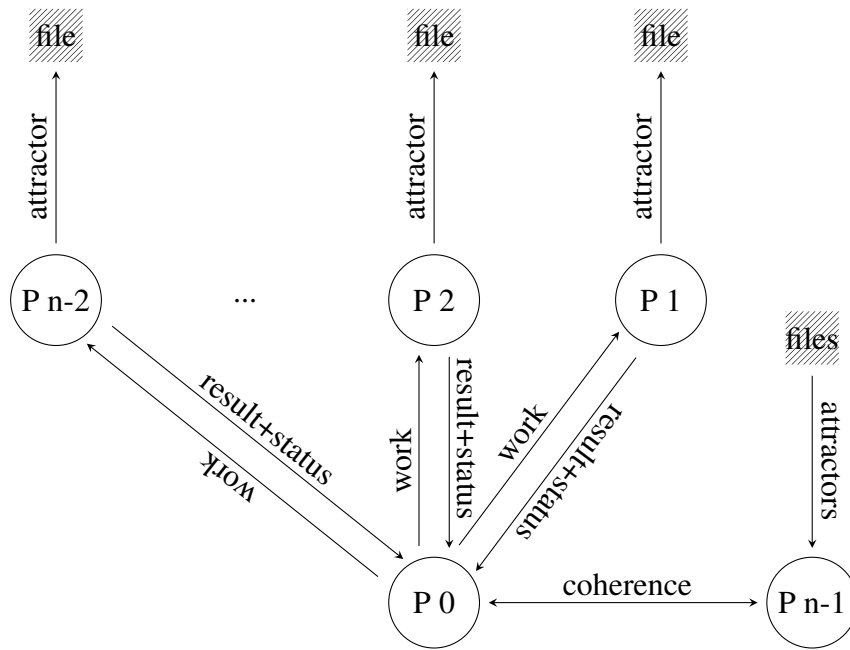 file
file
file
attractor
attractor
attractor
P n-2
...
P 2
P 1
files
result+status
work
work
result+status
work
result+status
attractors
P 0
coherence
P n-1